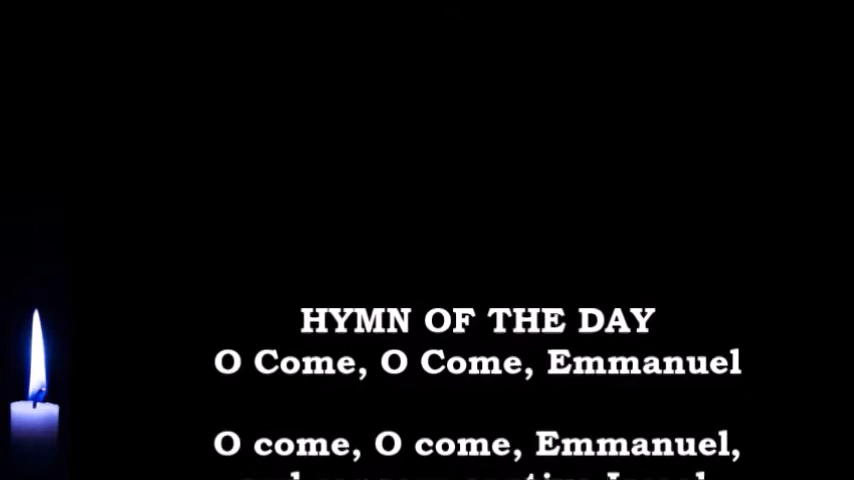 HYMN OF THE DAY
O Come, O Come, Emmanuel
O come, O come, Emmanuel,